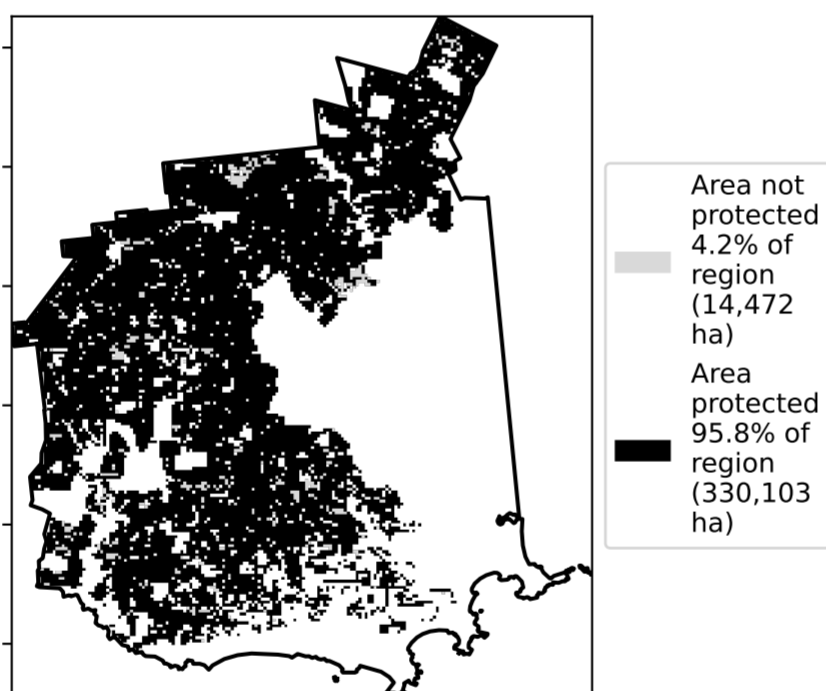 Area not
protected
4.2% of
region
(14,472
ha)
Area
protected
95.8% of
region
(330,103
ha)